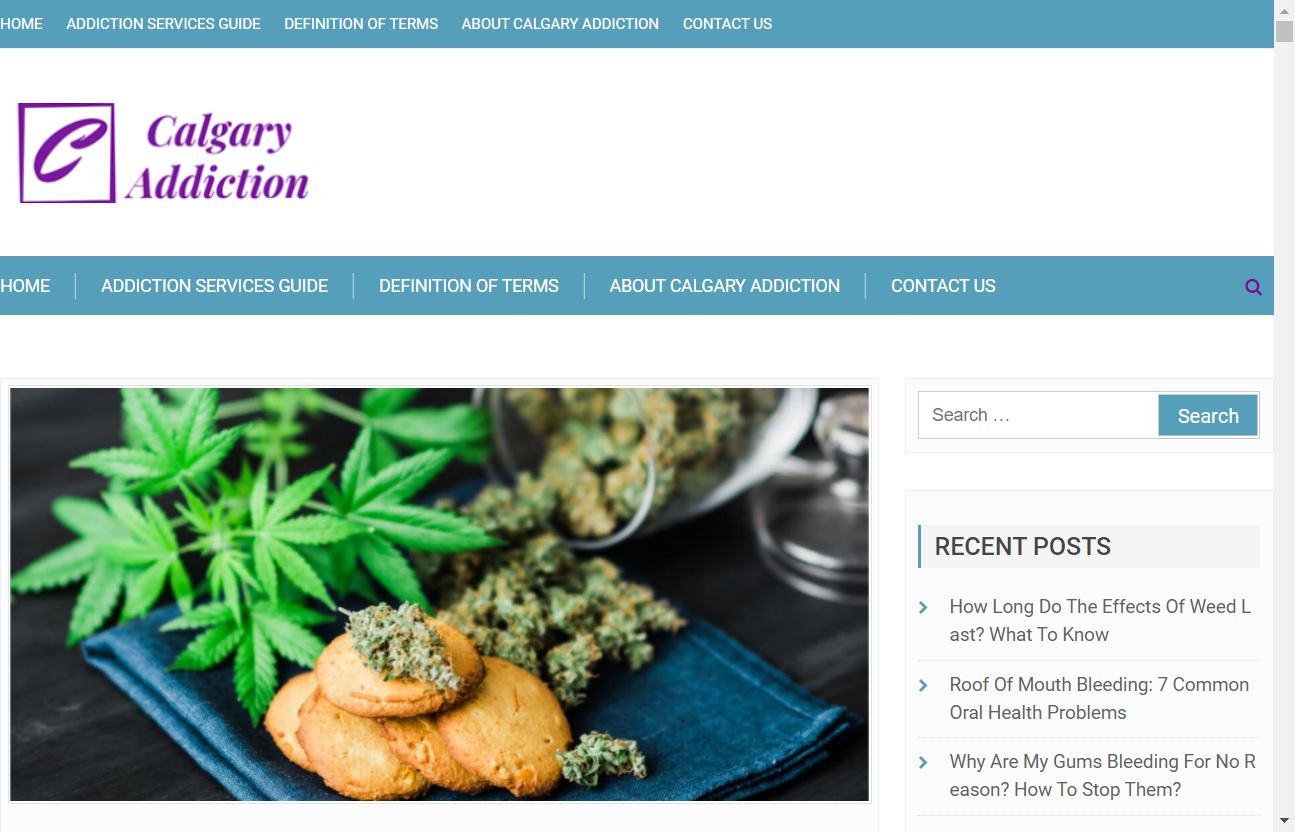 HOME ADDICTION SERVICES GUIDE DEFINITION OF TERMS ABOUT CALGARY ADDICTION CONTACT US
C Calgary
Addiction
HOME ADDICTION SERVICES GUIDE DEFINITION OF TERMS ABOUT CALGARY ADDICTION CONTACT US
Search … Search
RECENT POSTS
How Long Do The Effects Of Weed L
ast? What To Know
Roof Of Mouth Bleeding: 7 Common
Oral Health Problems
Why Are My Gums Bleeding For No R
eason? How To Stop Them?